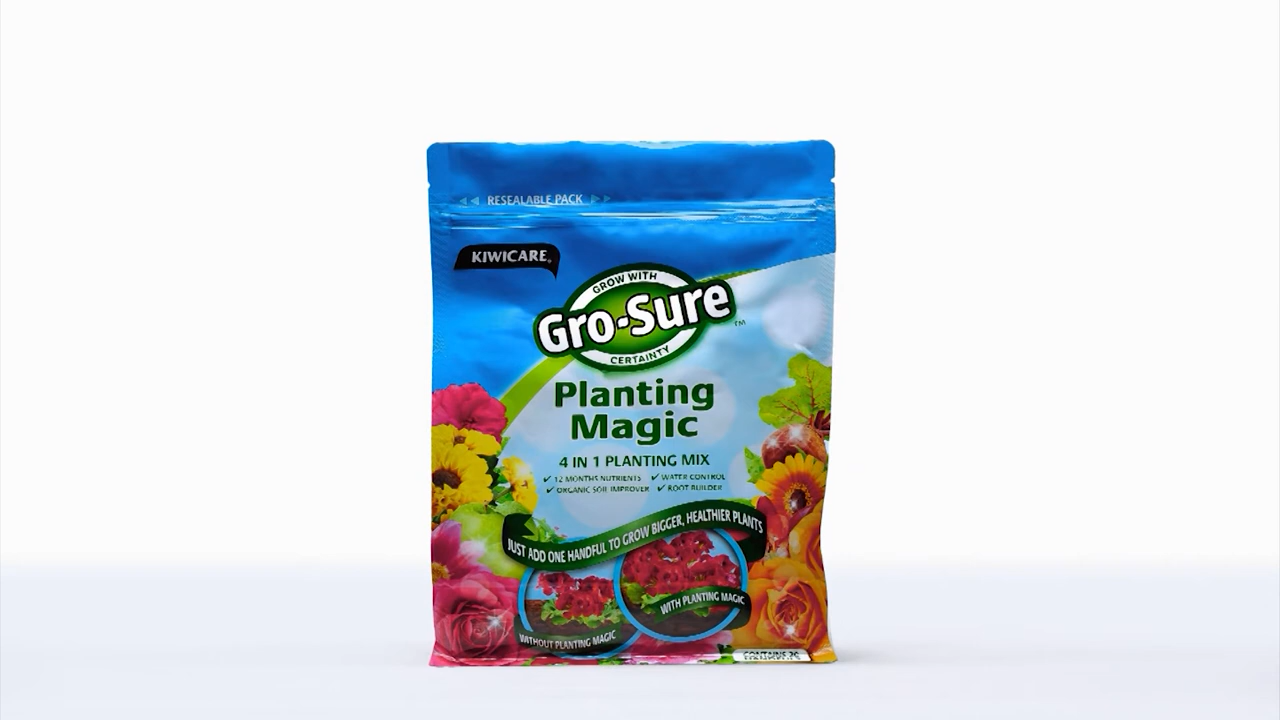 RESEALABLE PACK
KIWICARE
GROW WITH
Gro-Sure™
CERTAINTY
Planting
Magic
4 IN 1 PLANTING MIX
✓ 12 MONTHS NUTRIENTS ✓ WATER CONTROL
✓ ORGANIC SOIL IMPROVER ✓ ROOT BUILDER
JUST ADD ONE HANDFUL TO GROW BIGGER, HEALTHIER PLANTS
WITH PLANTING MAGIC
WITHOUT PLANTING MAGIC
CONTAINS